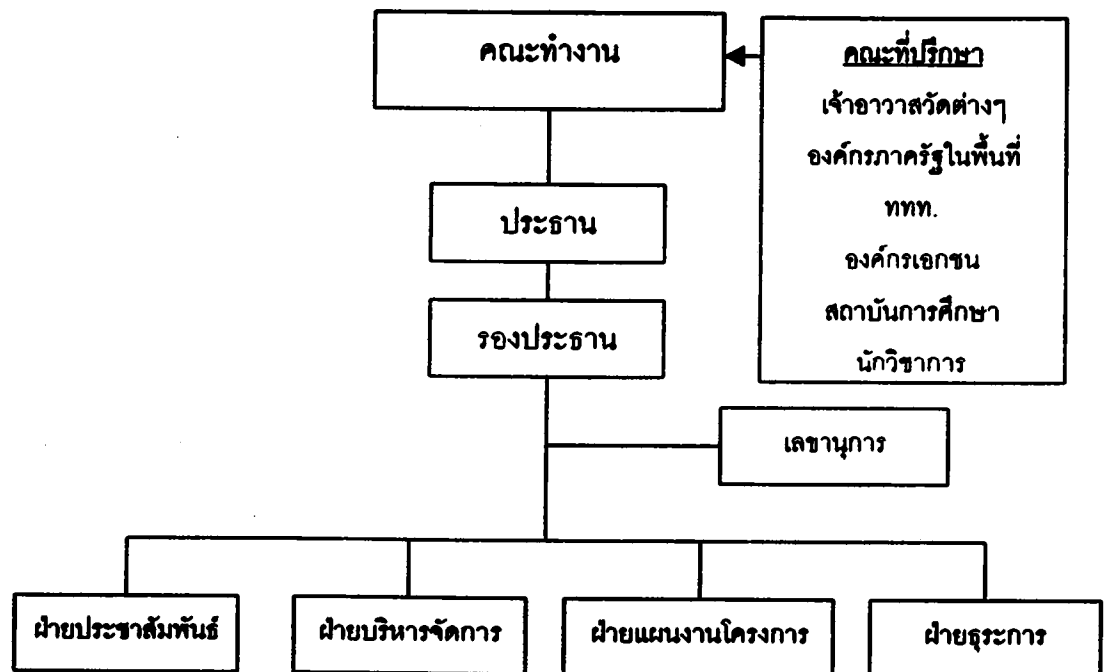 คณะทำงาน
คณะที่ปรึกษา
เจ้าอาวาสวัดต่างๆ
องค์กรภาครัฐในพื้นที่
ททท.
องค์กรเอกชน
สถาบันการศึกษา
นักวิชาการ
ประธาน
รองประธาน
เลขานุการ
ฝ่ายประชาสัมพันธ์
ฝ่ายบริหารจัดการ
ฝ่ายแผนงานโครงการ
ฝ่ายธุระการ